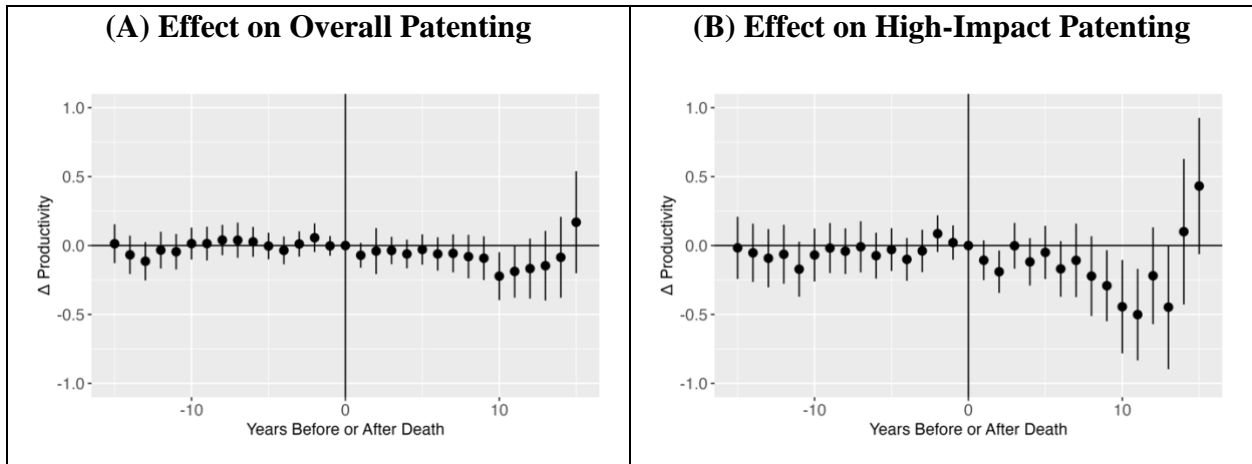 (A) Effect on Overall Patenting
1.0
0.5
0.0
-0.5
-1.0
Δ Productivity
-10
0
10
Years Before or After Death
(B) Effect on High-Impact Patenting
1.0
0.5
0.0
-0.5
-1.0
Δ Productivity
-10
0
10
Years Before or After Death